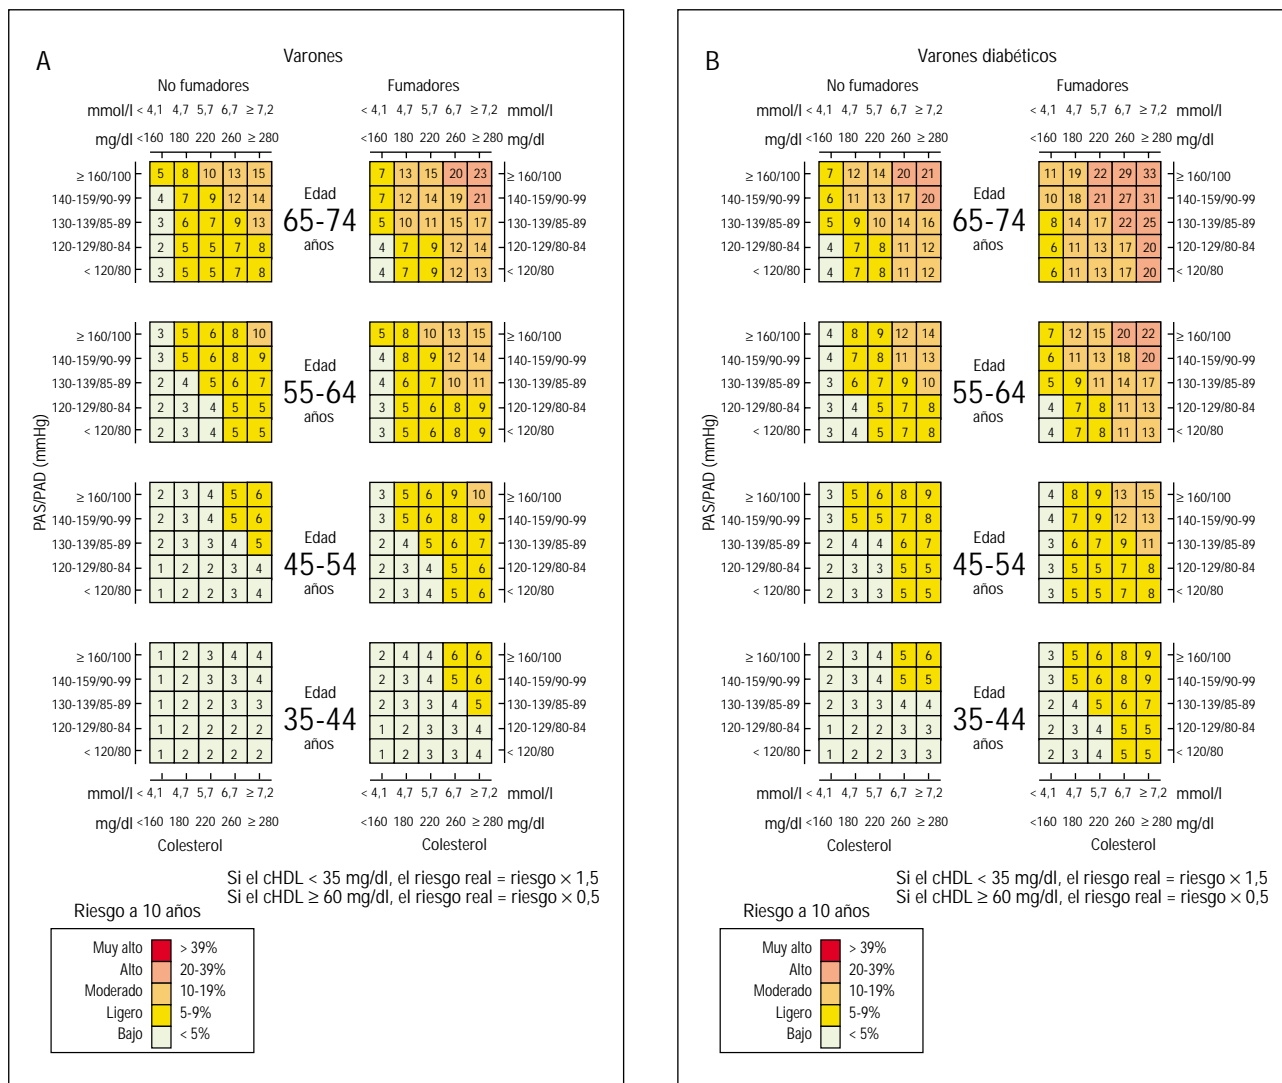 A
Varones
No fumadores
Fumadores
mmol/l < 4,1 4,7 5,7 6,7 ≥ 7,2
< 4,1 4,7 5,7 6,7 ≥ 7,2 mmol/l
mg/dl <160 180 220 260 ≥ 280
<160 180 220 260 ≥ 280 mg/dl
PAS/PAD (mmHg)
≥ 160/100 5 8 10 13 15 Edad 7 13 15 20 23 ≥ 160/100
140-159/90-99 4 7 9 12 14 65-74 7 12 14 19 21 140-159/90-99
130-139/85-89 3 6 7 9 13 años 5 10 11 15 17 130-139/85-89
120-129/80-84 2 5 5 7 8 4 7 9 12 14 120-129/80-84
< 120/80 3 5 5 7 8 4 7 9 12 13 < 120/80
≥ 160/100 3 5 6 8 10 Edad 5 8 10 13 15 ≥ 160/100
140-159/90-99 3 5 6 8 9 55-64 4 8 9 12 14 140-159/90-99
130-139/85-89 2 4 5 6 7 años 4 6 7 10 11 130-139/85-89
120-129/80-84 2 3 4 5 5 3 5 6 8 9 120-129/80-84
< 120/80 2 3 4 5 5 3 5 6 8 9 < 120/80
≥ 160/100 2 3 4 5 6 Edad 3 5 6 9 10 ≥ 160/100
140-159/90-99 2 3 4 5 6 45-54 3 5 6 8 9 140-159/90-99
130-139/85-89 2 3 3 4 5 años 2 4 5 6 7 130-139/85-89
120-129/80-84 1 2 2 3 4 2 3 4 5 6 120-129/80-84
< 120/80 1 2 2 3 4 2 3 4 5 6 < 120/80
≥ 160/100 1 2 3 4 4 Edad 2 4 4 6 6 ≥ 160/100
140-159/90-99 1 2 3 3 4 35-44 2 3 4 5 6 140-159/90-99
130-139/85-89 1 2 2 3 3 años 2 3 3 4 5 130-139/85-89
120-129/80-84 1 2 2 2 3 1 2 3 3 4 120-129/80-84
< 120/80 1 2 2 2 2 1 2 3 3 4 < 120/80
mmol/l < 4,1 4,7 5,7 6,7 ≥ 7,2
< 4,1 4,7 5,7 6,7 ≥ 7,2 mmol/l
mg/dl <160 180 220 260 ≥ 280
<160 180 220 260 ≥ 280 mg/dl
Colesterol
Colesterol
Si el cHDL < 35 mg/dl, el riesgo real = riesgo × 1,5
Si el cHDL ≥ 60 mg/dl, el riesgo real = riesgo × 0,5
Riesgo a 10 años
Muy alto > 39%
Alto 20-39%
Moderado 10-19%
Ligero 5-9%
Bajo < 5%
B
Varones diabéticos
No fumadores
Fumadores
mmol/l < 4,1 4,7 5,7 6,7 ≥ 7,2
< 4,1 4,7 5,7 6,7 ≥ 7,2 mmol/l
mg/dl <160 180 220 260 ≥ 280
<160 180 220 260 ≥ 280 mg/dl
PAS/PAD (mmHg)
≥ 160/100 7 12 14 20 21 Edad 11 19 22 29 33 ≥ 160/100
140-159/90-99 6 11 13 17 20 65-74 10 18 21 27 31 140-159/90-99
130-139/85-89 5 9 10 14 16 años 8 14 17 22 25 130-139/85-89
120-129/80-84 4 7 8 11 12 6 11 13 17 20 120-129/80-84
< 120/80 4 7 8 11 12 6 11 13 17 20 < 120/80
≥ 160/100 4 8 9 12 14 Edad 7 12 15 20 22 ≥ 160/100
140-159/90-99 4 7 8 11 13 55-64 6 11 13 18 20 140-159/90-99
130-139/85-89 3 6 7 9 10 años 5 9 11 14 17 130-139/85-89
120-129/80-84 3 4 5 7 8 4 7 8 11 13 120-129/80-84
< 120/80 3 4 5 7 8 4 7 8 11 13 < 120/80
≥ 160/100 3 5 6 8 9 Edad 4 8 9 13 15 ≥ 160/100
140-159/90-99 3 5 5 7 8 45-54 4 7 9 12 13 140-159/90-99
130-139/85-89 2 4 4 6 7 años 3 6 7 9 11 130-139/85-89
120-129/80-84 2 3 3 5 5 3 5 5 7 8 120-129/80-84
< 120/80 2 3 3 5 5 3 5 5 7 8 < 120/80
≥ 160/100 2 3 4 5 6 Edad 3 5 6 8 9 ≥ 160/100
140-159/90-99 2 3 4 5 5 35-44 4 5 6 8 9 140-159/90-99
130-139/85-89 2 3 3 4 4 años 2 4 5 6 7 130-139/85-89
120-129/80-84 1 2 2 3 3 2 3 4 5 5 120-129/80-84
< 120/80 1 2 2 3 3 2 3 4 5 5 < 120/80
mmol/l < 4,1 4,7 5,7 6,7 ≥ 7,2
< 4,1 4,7 5,7 6,7 ≥ 7,2 mmol/l
mg/dl <160 180 220 260 ≥ 280
<160 180 220 260 ≥ 280 mg/dl
Colesterol
Colesterol
Si el cHDL < 35 mg/dl, el riesgo real = riesgo × 1,5
Si el cHDL ≥ 60 mg/dl, el riesgo real = riesgo × 0,5
Riesgo a 10 años
Muy alto > 39%
Alto 20-39%
Moderado 10-19%
Ligero 5-9%
Bajo < 5%